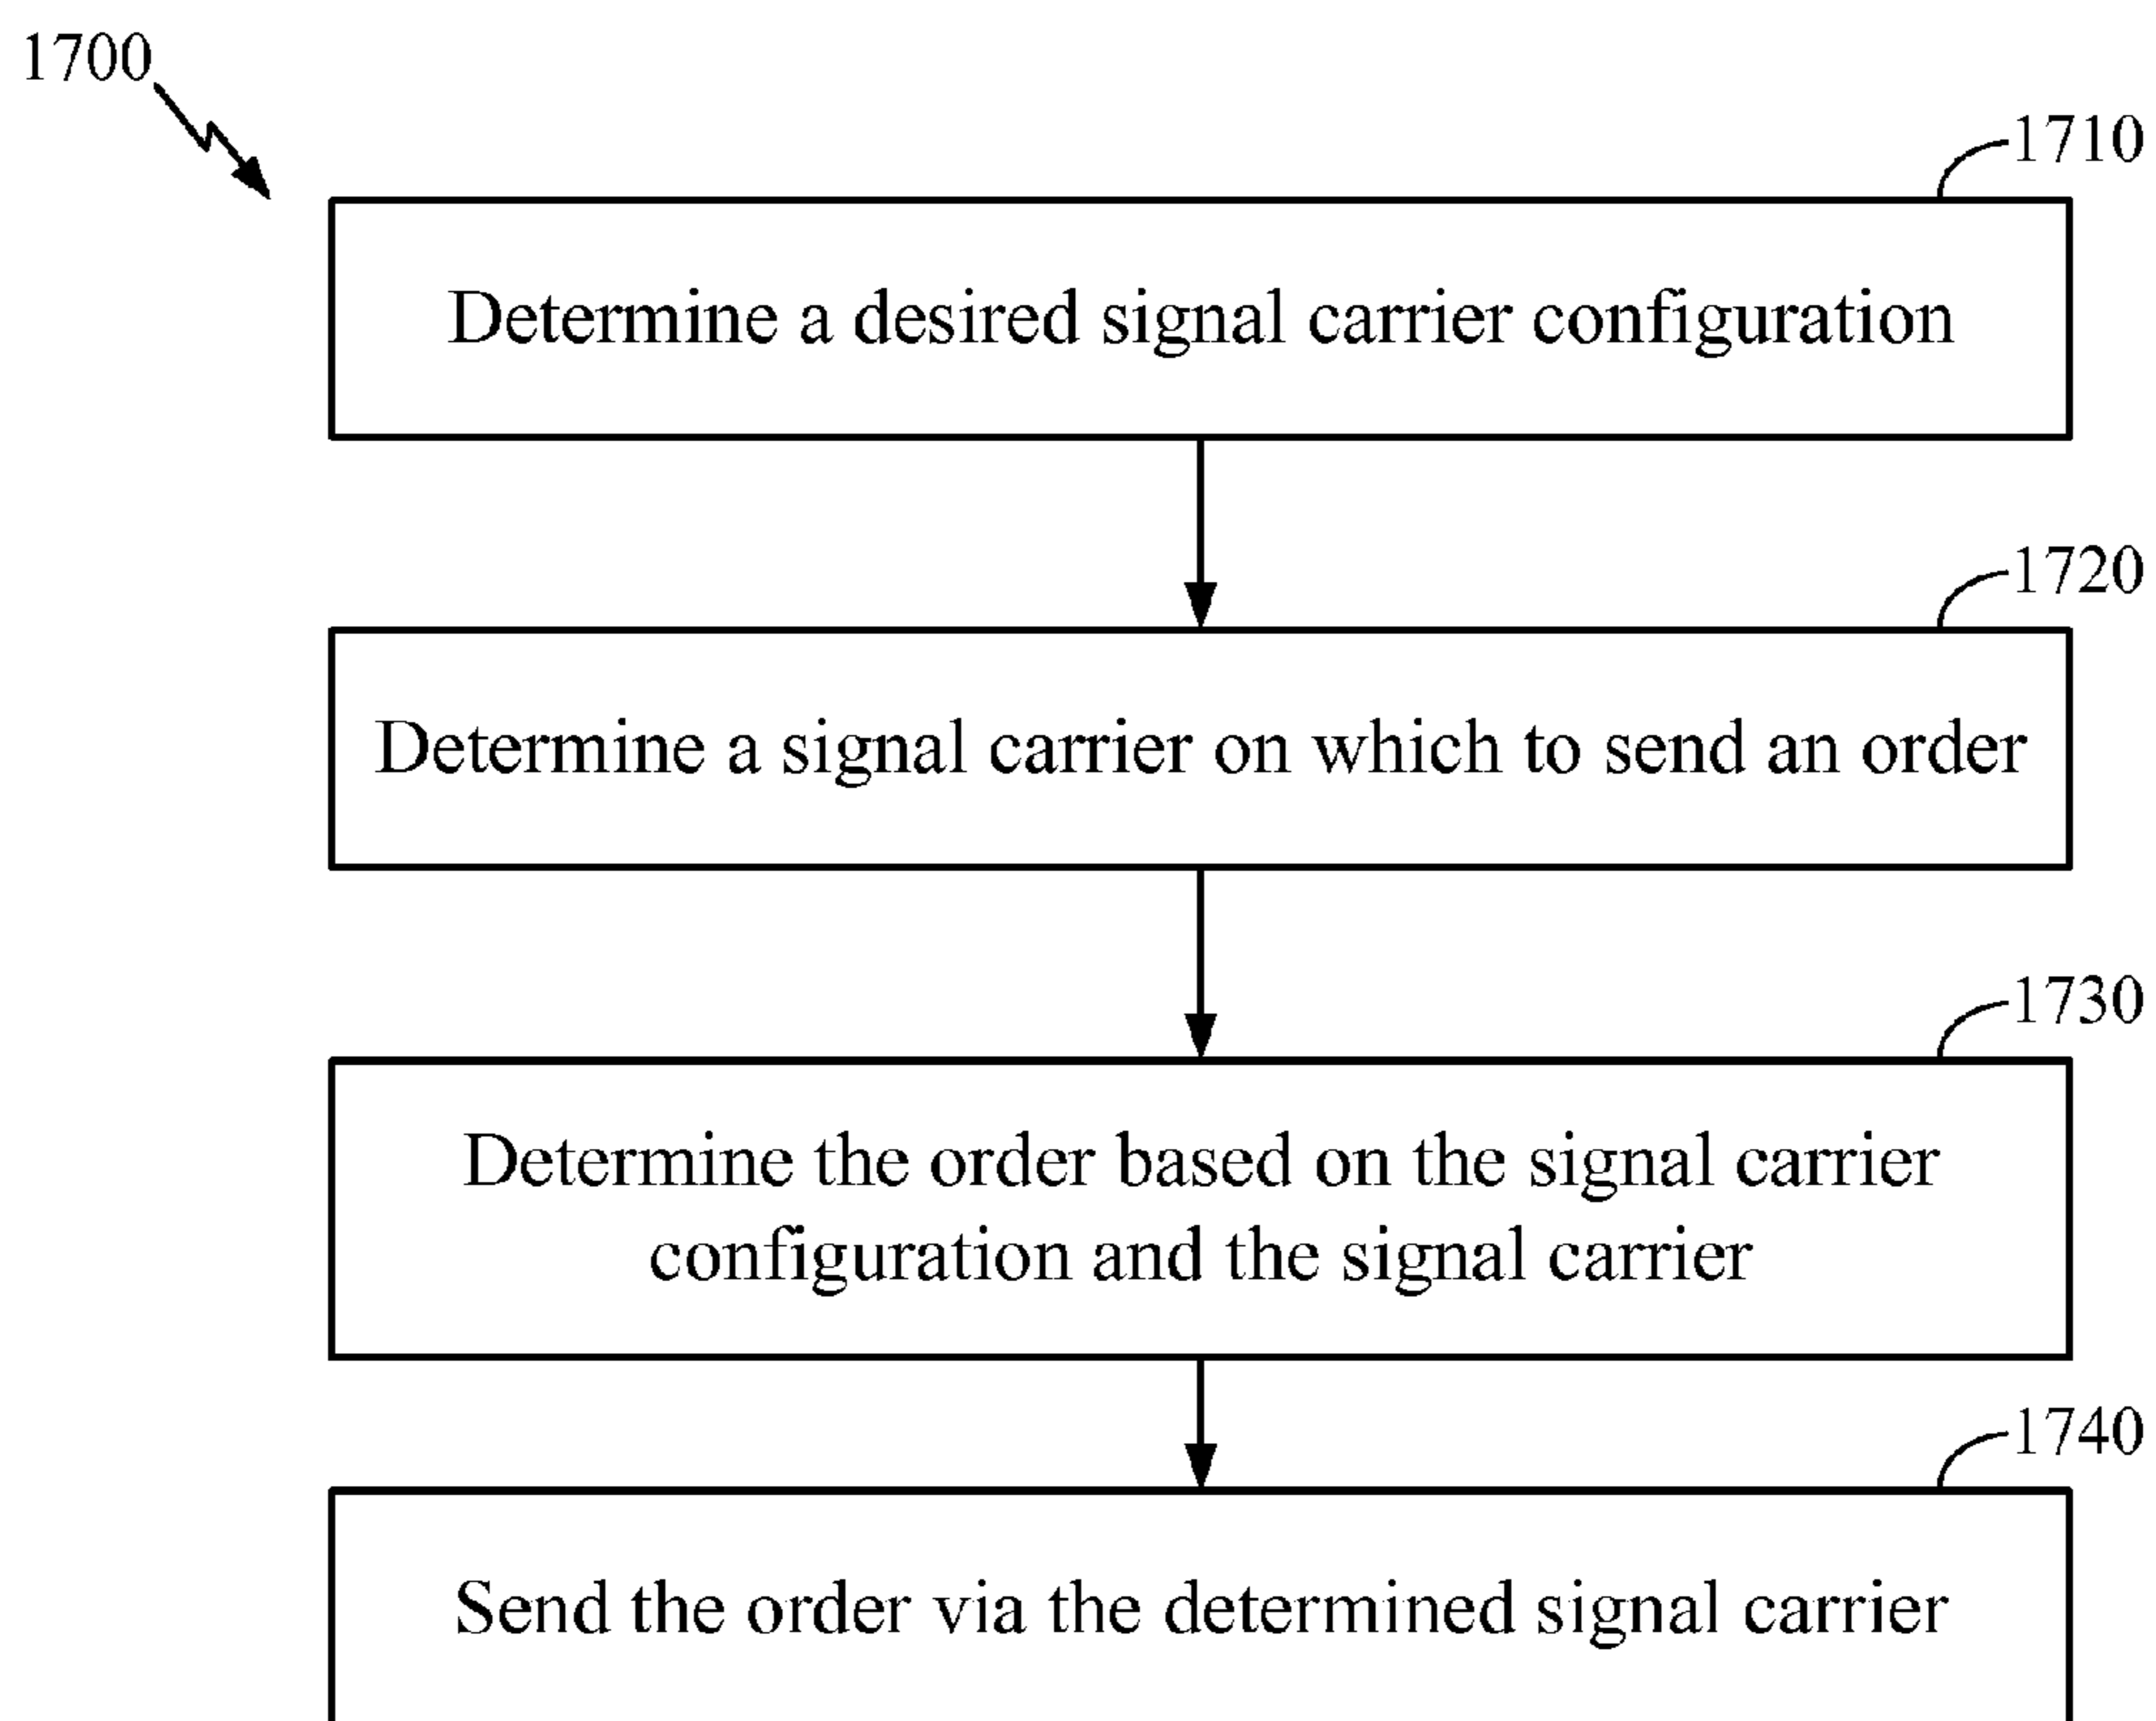 1700
1710
Determine a desired signal carrier configuration
1720
Determine a signal carrier on which to send an order
1730
Determine the order based on the signal carrier
configuration and the signal carrier
1740
Send the order via the determined signal carrier